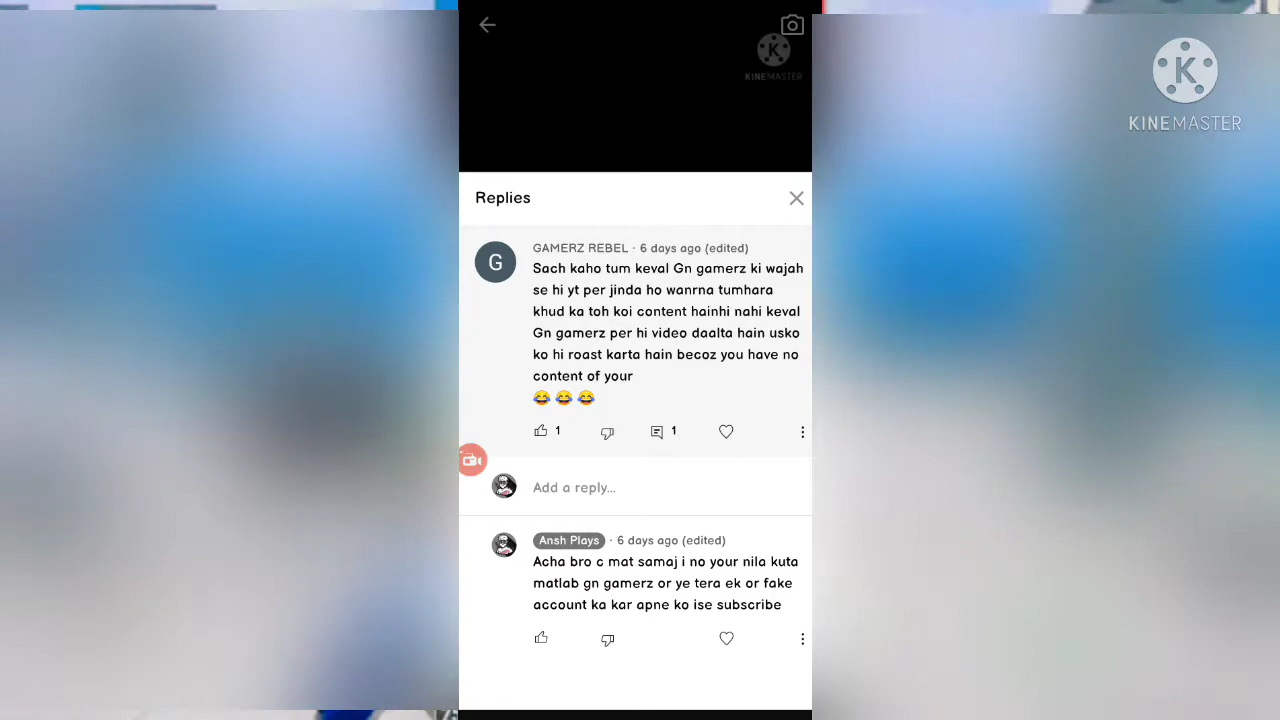 KINEMASTER
KINEMASTER
Replies
GAMERZ REBEL · 6 days ago (edited)
Sach kaho tum keval Gn gamerz ki wajah
se hi yt per jinda ho wanrna tumhara
khud ka toh koi content hainhi nahi keval
Gn gamerz per hi video daalta hain usko
ko hi roast karta hain becoz you have no
content of your
😂 😂 😂
1 1
Add a reply...
Ansh Plays · 6 days ago (edited)
Acha bro c mat samaj i no your nila kuta
matlab gn gamerz or ye tera ek or fake
account ka kar apne ko ise subscribe